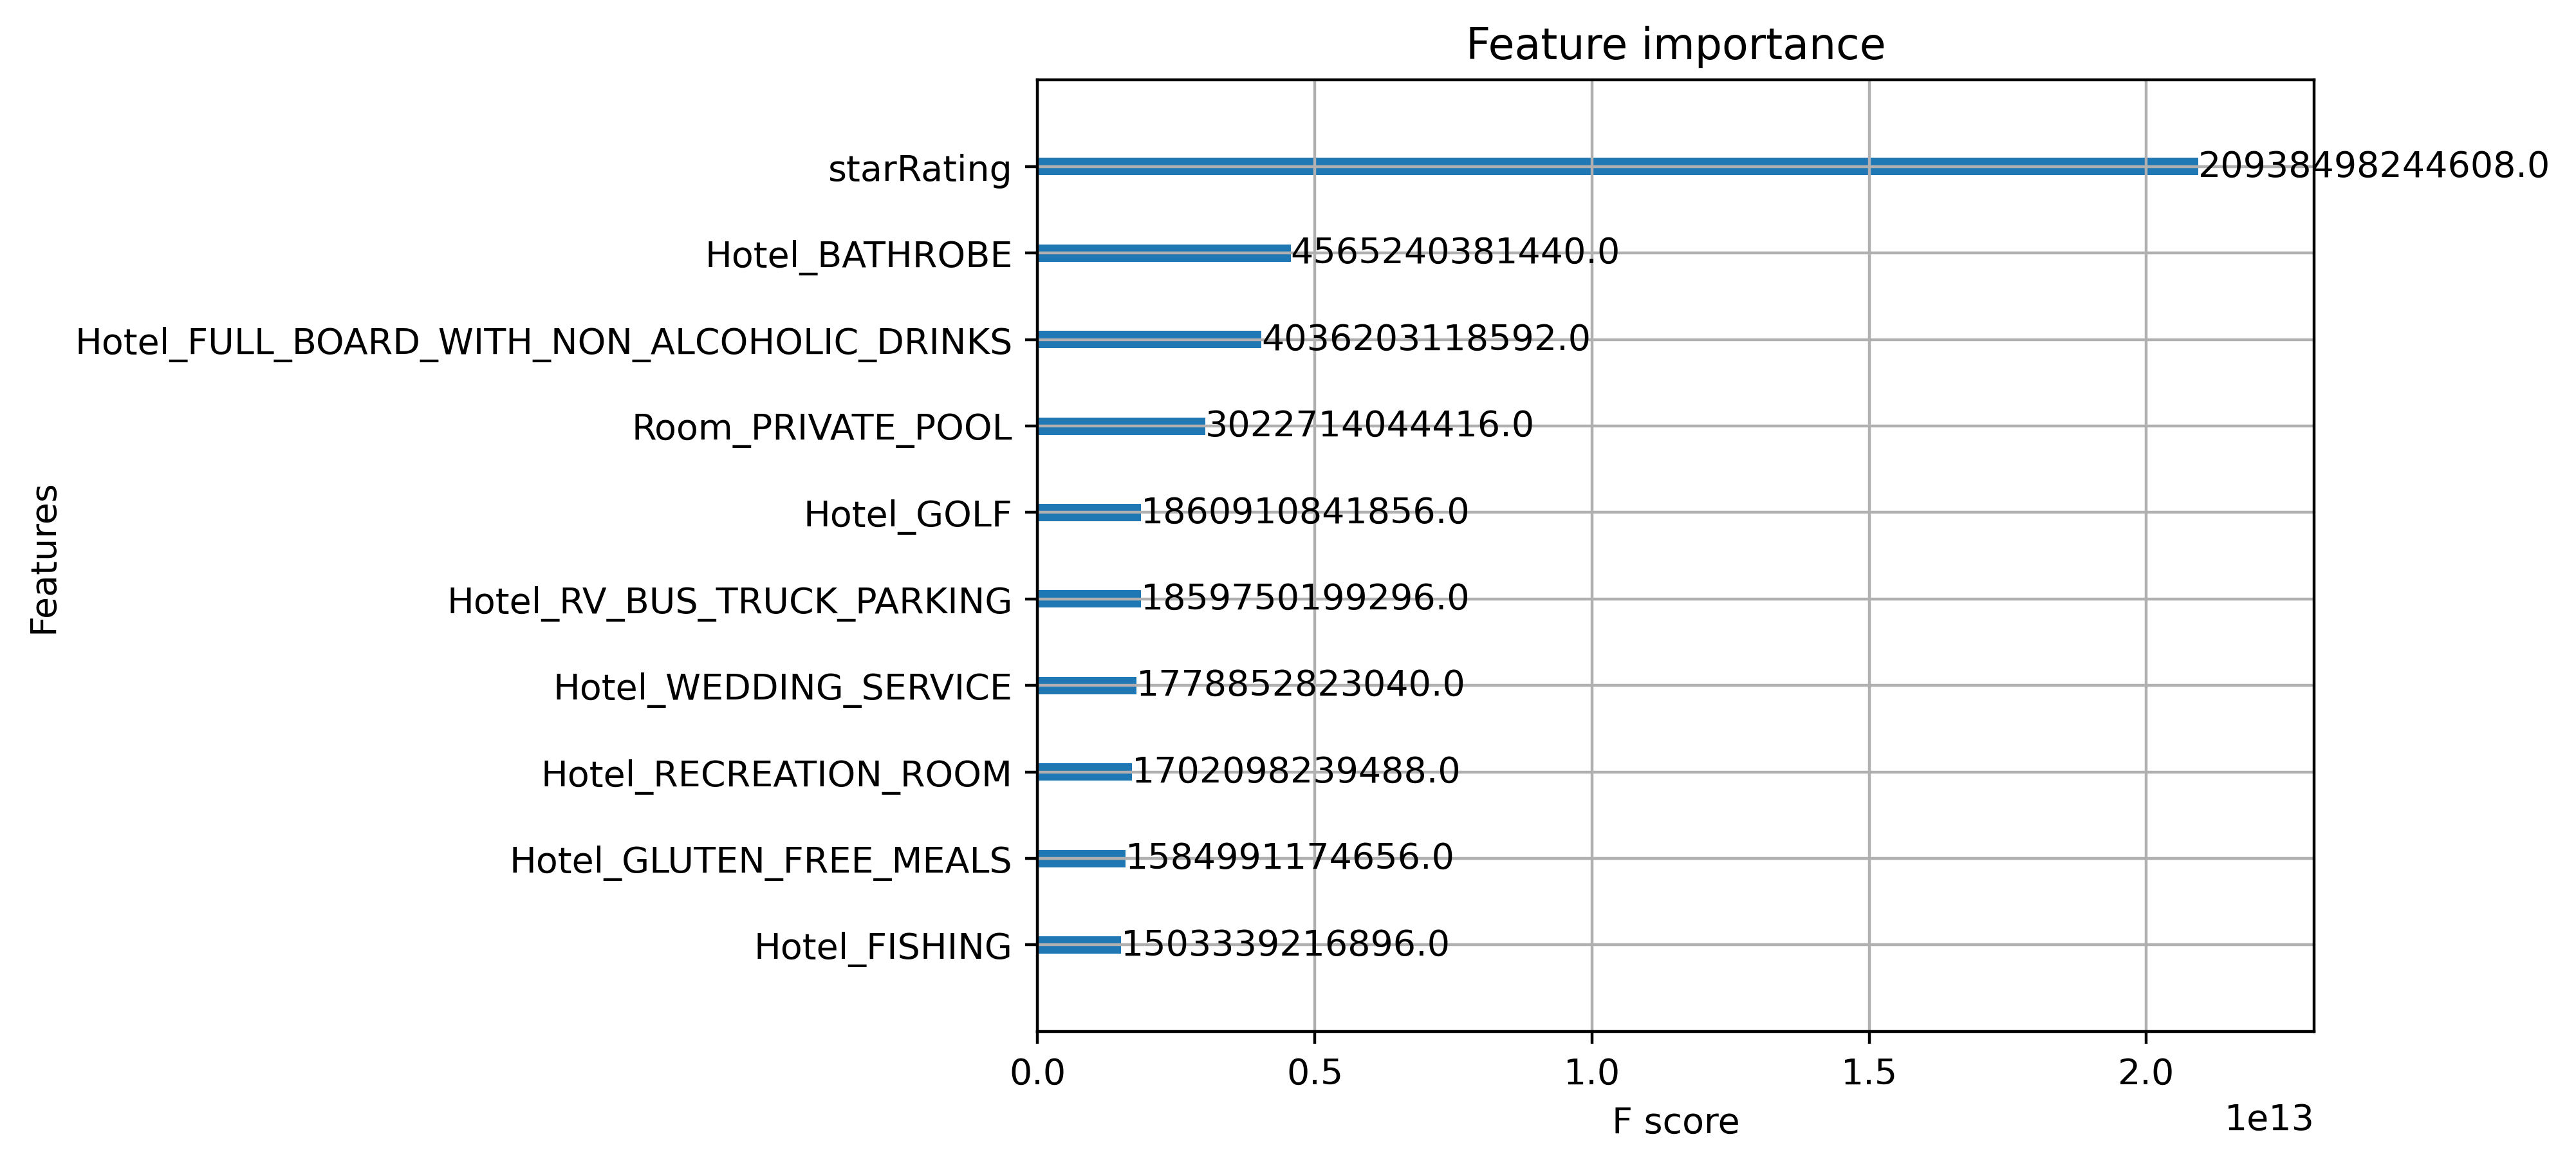 Feature importance
starRating
20938498244608.0
Hotel_BATHROBE
4565240381440.0
Hotel_FULL_BOARD_WITH_NON_ALCOHOLIC_DRINKS
4036203118592.0
Room_PRIVATE_POOL
3022714044416.0
Hotel_GOLF
1860910841856.0
Hotel_RV_BUS_TRUCK_PARKING
1859750199296.0
Hotel_WEDDING_SERVICE
1778852823040.0
Hotel_RECREATION_ROOM
1702098239488.0
Hotel_GLUTEN_FREE_MEALS
1584991174656.0
Hotel_FISHING
1503339216896.0
Features
0.0 0.5 1.0 1.5 2.0
F score
1e13